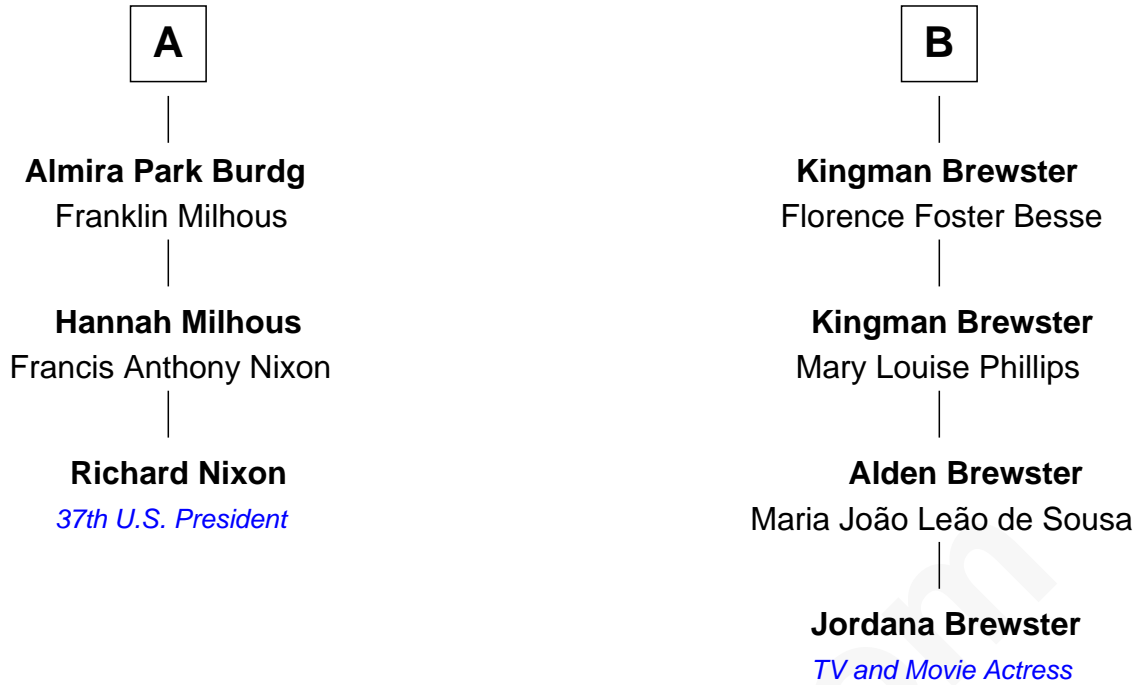 A
Almira Park Burdg
Franklin Milhous
Hannah Milhous
Francis Anthony Nixon
Richard Nixon
37th U.S. President
B
Kingman Brewster
Florence Foster Besse
Kingman Brewster
Mary Louise Phillips
Alden Brewster
Maria João Leão de Sousa
Jordana Brewster
TV and Movie Actress